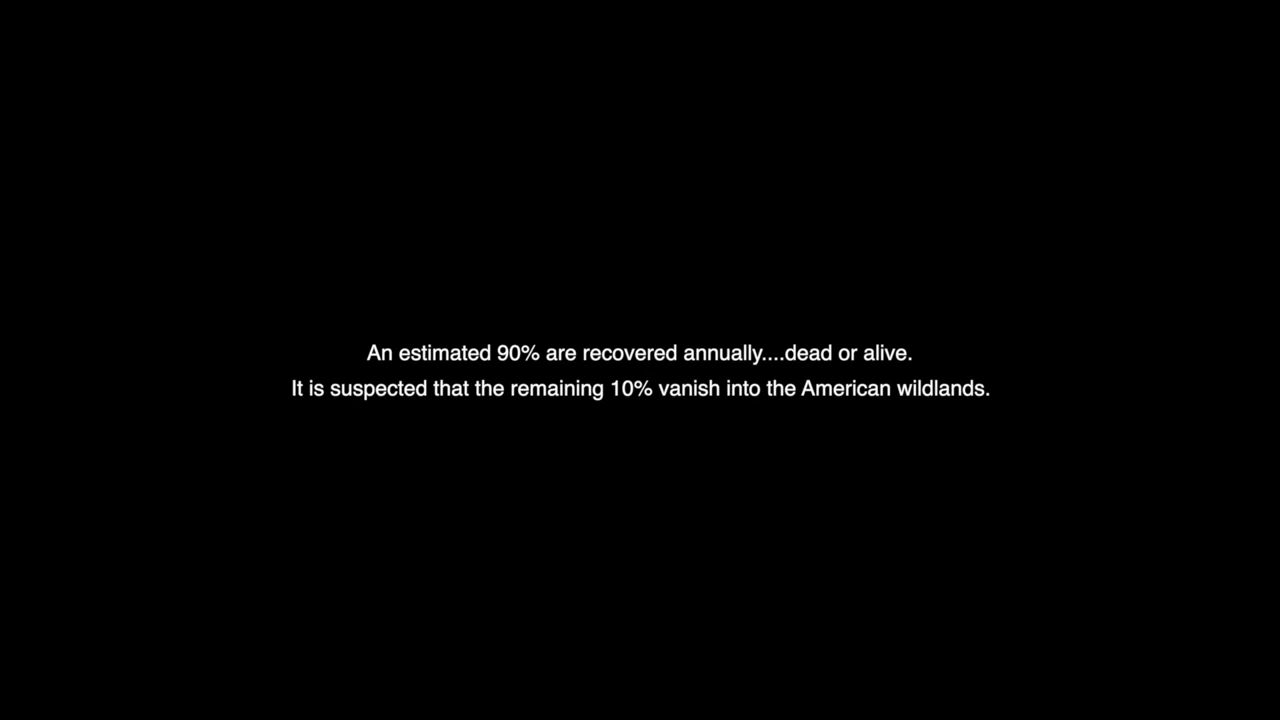 An estimated 90% are recovered annually....dead or alive.
It is suspected that the remaining 10% vanish into the American wildlands.